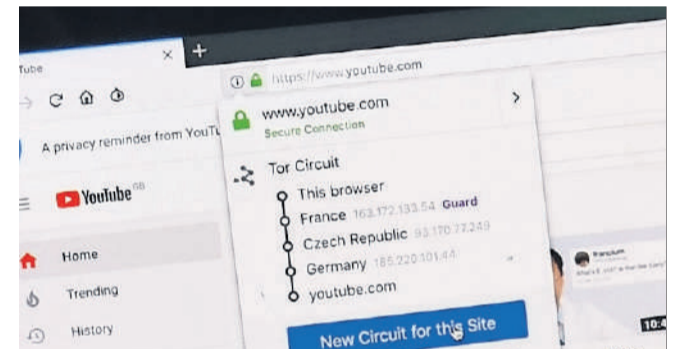 Tube
×
+
https://www.youtube.com
A privacy reminder from YouTu
www.youtube.com
Secure Connection
YouTube GB
Tor Circuit
This browser
France 163.172.133.54 Guard
Czech Republic 93.170.77.249
Germany 185.220.101.44
youtube.com
Home
Trending
History
New Circuit for this Site
10:4